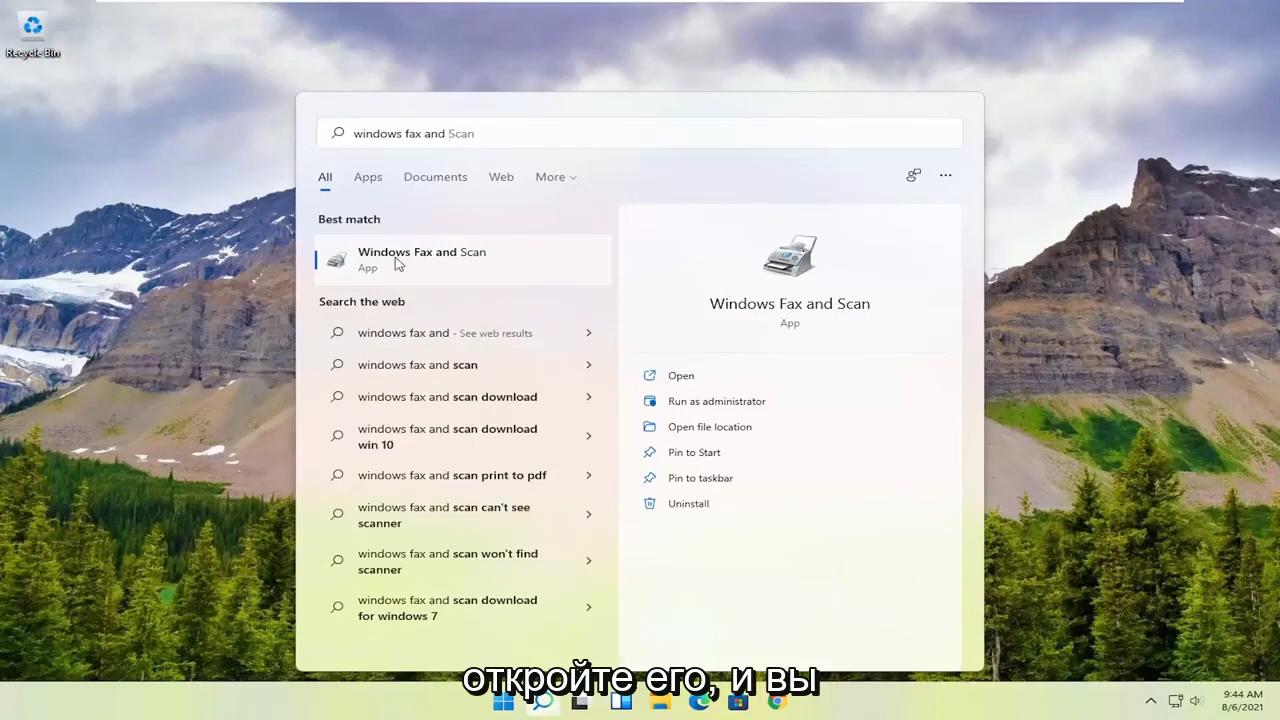 Recycle Bin
windows fax and Scan
All
Apps
Documents
Web
More
Best match
Windows Fax and Scan
App
Search the web
windows fax and - See web results
windows fax and scan
windows fax and scan download
windows fax and scan download
win 10
windows fax and scan print to pdf
windows fax and scan can't see
scanner
windows fax and scan won't find
scanner
windows fax and scan download
for windows 7
Windows Fax and Scan
App
Open
Run as administrator
Open file location
Pin to Start
Pin to taskbar
Uninstall
откройте его, и вы
9:44 AM
8/6/2021